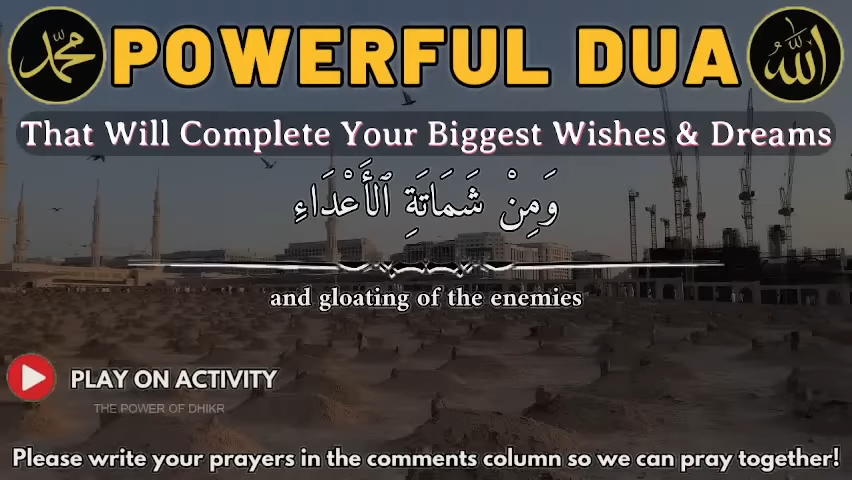 محمد
POWERFUL DUA
الله
That Will Complete Your Biggest Wishes & Dreams
وَمِنْ شَمَاتَةِ ٱلْأَعْدَاءِ
and gloating of the enemies
PLAY ON ACTIVITY
THE POWER OF DHIKR
Please write your prayers in the comments column so we can pray together!